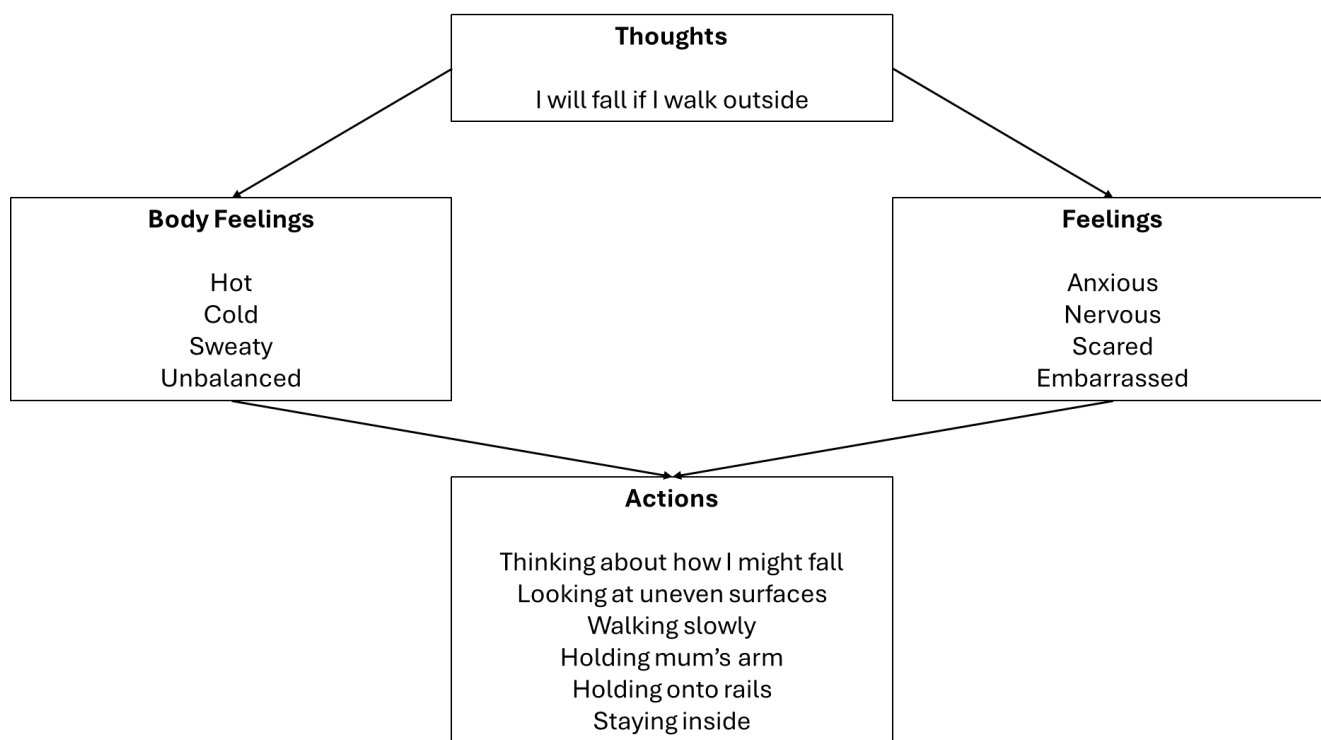 Thoughts
I will fall if I walk outside
Body Feelings
Hot
Cold
Sweaty
Unbalanced
Feelings
Anxious
Nervous
Scared
Embarrassed
Actions
Thinking about how I might fall
Looking at uneven surfaces
Walking slowly
Holding mum’s arm
Holding onto rails
Staying inside